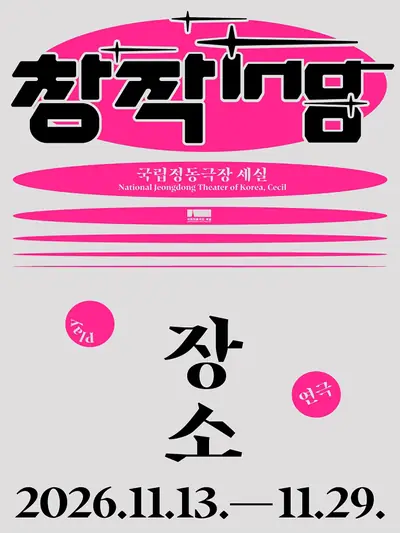 창작ing
국립정동극장 세실
National Jeongdong Theater of Korea, Cecil
Play
장소
연극
2026.11.13.—11.29.